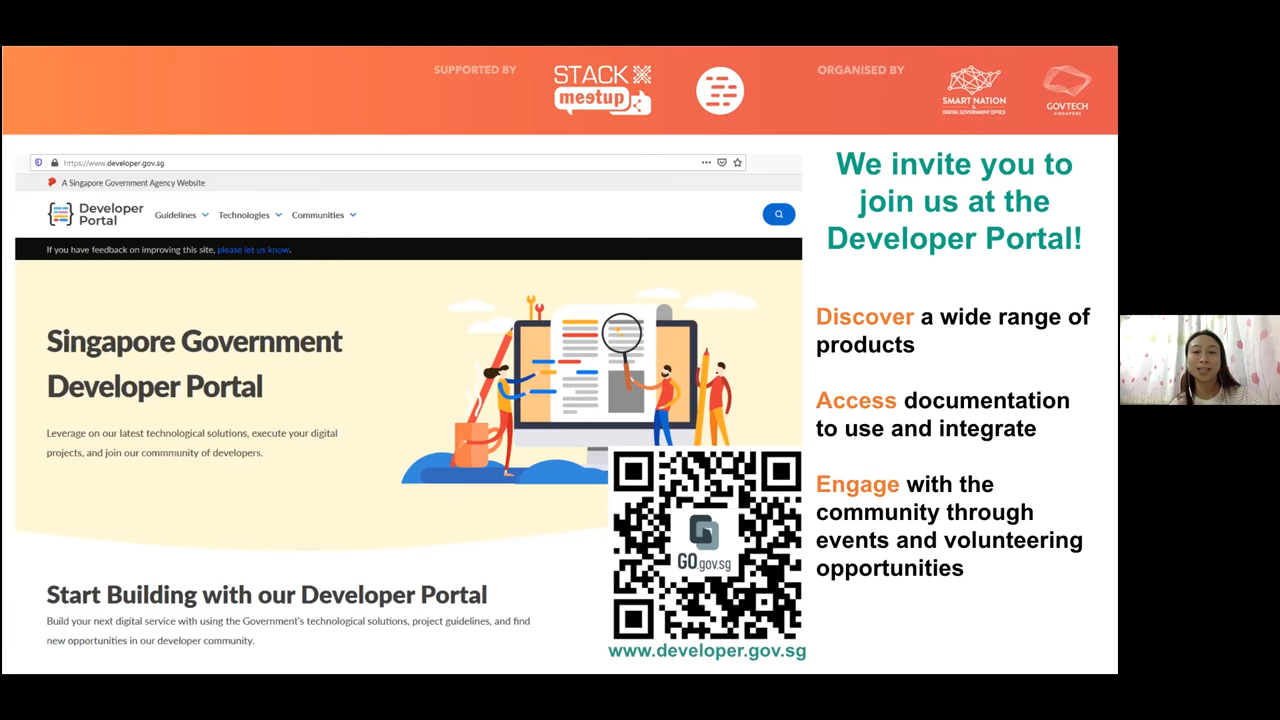 SUPPORTED BY
STACK
meetup
ORGANISED BY
SMART NATION
&
DIGITAL GOVERNMENT OFFICE
GOVTECH
SINGAPORE
https://www.developer.gov.sg
A Singapore Government Agency Website
Developer
Portal
Guidelines
Technologies
Communities
If you have feedback on improving this site, please let us know.
Singapore Government
Developer Portal
Leverage on our latest technological solutions, execute your digital
projects, and join our commmunity of developers.
Start Building with our Developer Portal
Build your next digital service with using the Government's technological solutions, project guidelines, and find
new opportunities in our developer community.
GO.gov.sg
www.developer.gov.sg
We invite you to
join us at the
Developer Portal!
Discover a wide range of
products
Access documentation
to use and integrate
Engage with the
community through
events and volunteering
opportunities